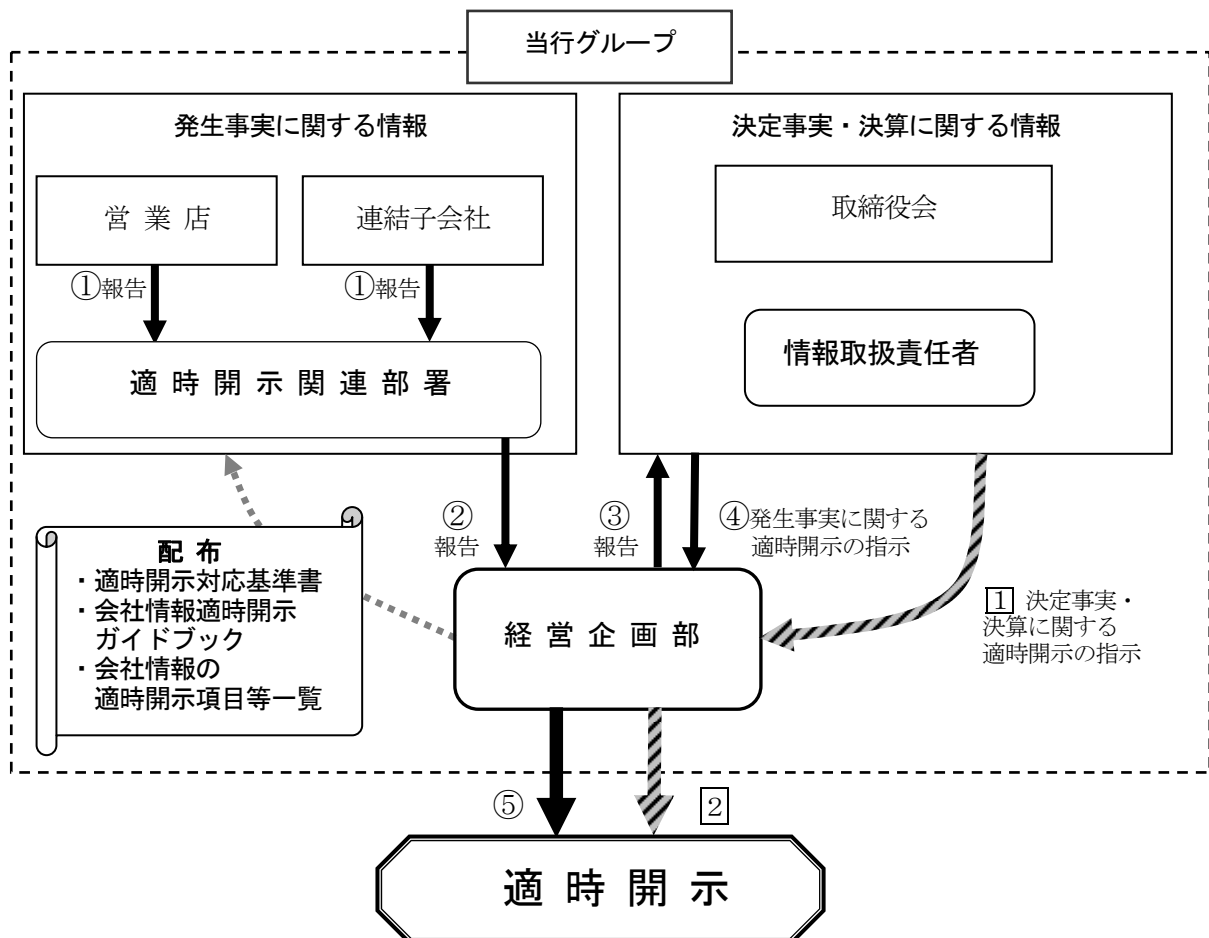 当行グループ
発生事実に関する情報
営 業 店
連結子会社
①報告
①報告
適 時 開 示 関 連 部 署
決定事実・決算に関する情報
取締役会
情報取扱責任者
配 布
・適時開示対応基準書
・会社情報適時開示
ガイドブック
・会社情報の
適時開示項目等一覧
②
報告
③
報告
④発生事実に関する
適時開示の指示
1 決定事実・
決算に関する
適時開示の指示
経 営 企 画 部
⑤
2
適 時 開 示